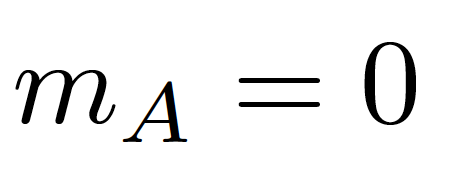 m_A = 0